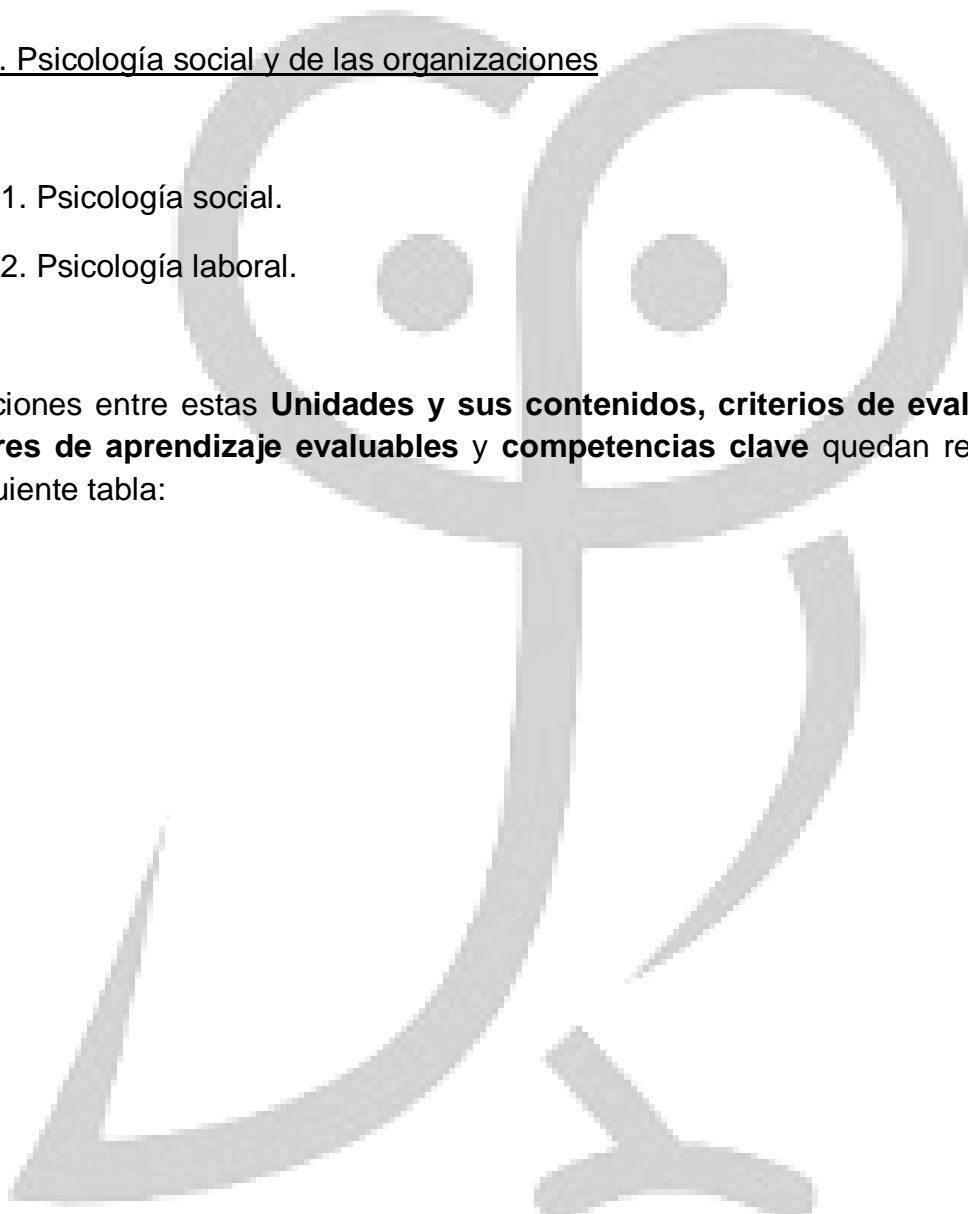 . Psicología social y de las organizaciones
1. Psicología social.
2. Psicología laboral.
ciones entre estas Unidades y sus contenidos, criterios de eval
res de aprendizaje evaluables y competencias clave quedan re
uiente tabla: